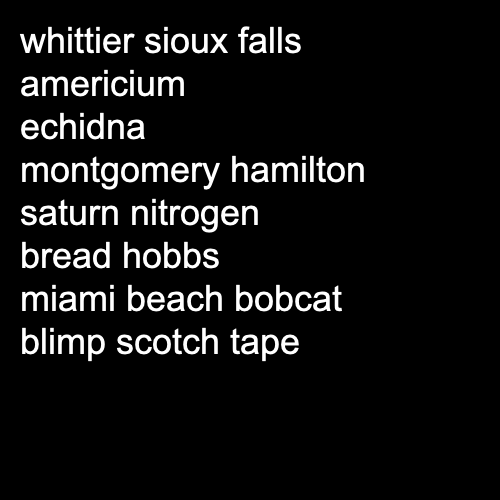 whittier sioux falls
americium
echidna
montgomery hamilton
saturn nitrogen
bread hobbs
miami beach bobcat
blimp scotch tape